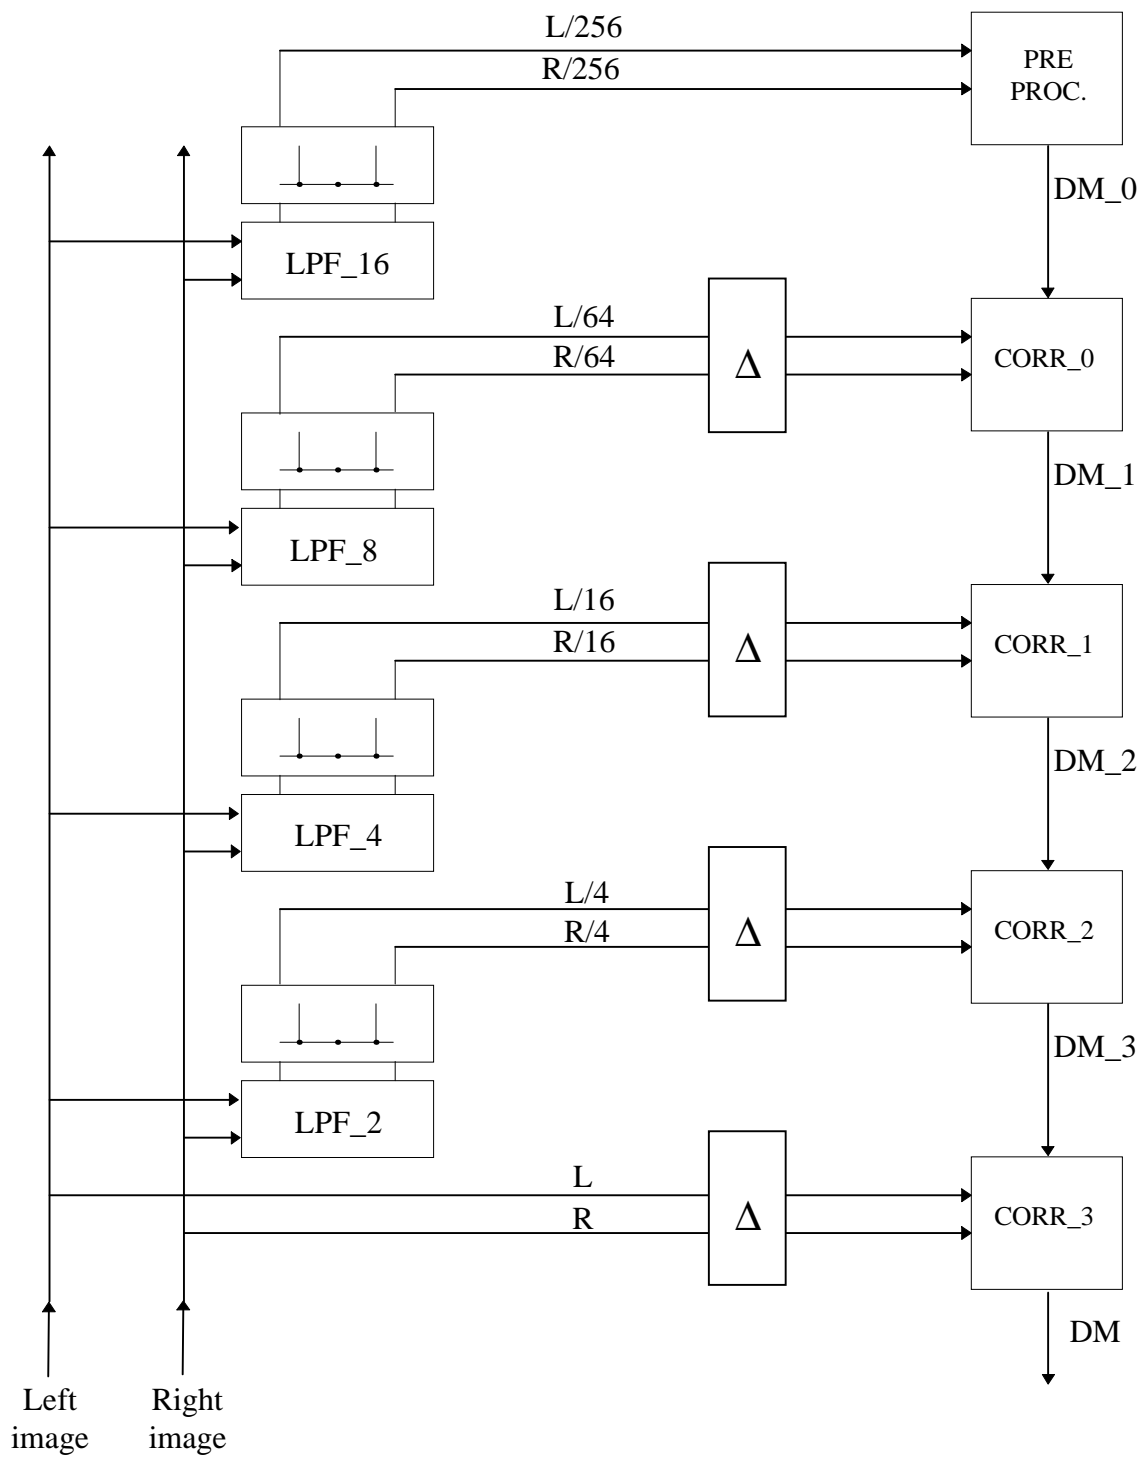 L/256
R/256
PRE
PROC.
DM_0
LPF_16
L/64
R/64
Δ
CORR_0
DM_1
LPF_8
L/16
R/16
Δ
CORR_1
DM_2
LPF_4
L/4
R/4
Δ
CORR_2
DM_3
LPF_2
L
R
Δ
CORR_3
DM
Left
image
Right
image